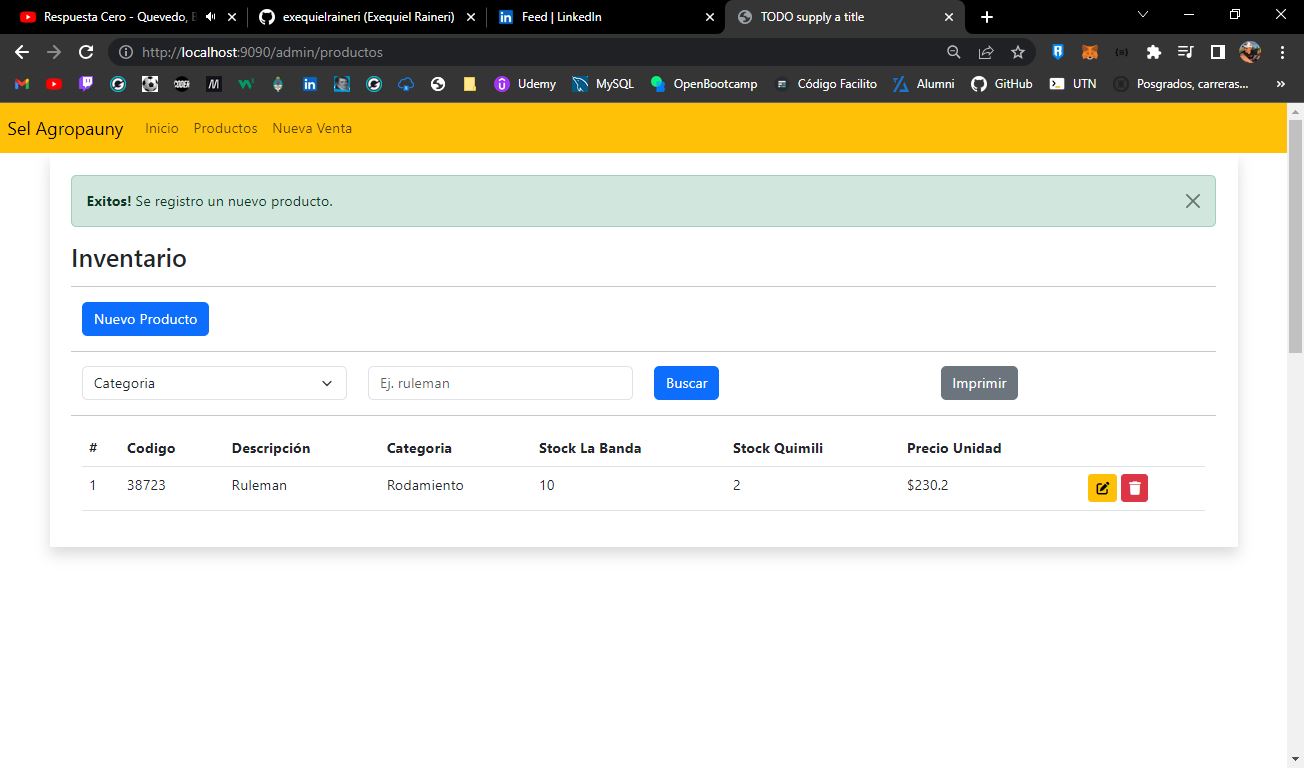 Respuesta Cero - Quevedo, B
exequielraineri (Exequiel Raineri)
Feed | LinkedIn
TODO supply a title
http://localhost:9090/admin/productos
Udemy
MySQL
OpenBootcamp
Código Facilito
Alumni
GitHub
UTN
Posgrados, carreras...
Sel Agropauny
Inicio
Productos
Nueva Venta
Exitos! Se registro un nuevo producto.
Inventario
Nuevo Producto
Categoria
Ej. ruleman
Buscar
Imprimir
# Codigo Descripción Categoria Stock La Banda Stock Quimili Precio Unidad
1 38723 Ruleman Rodamiento 10 2 $230.2